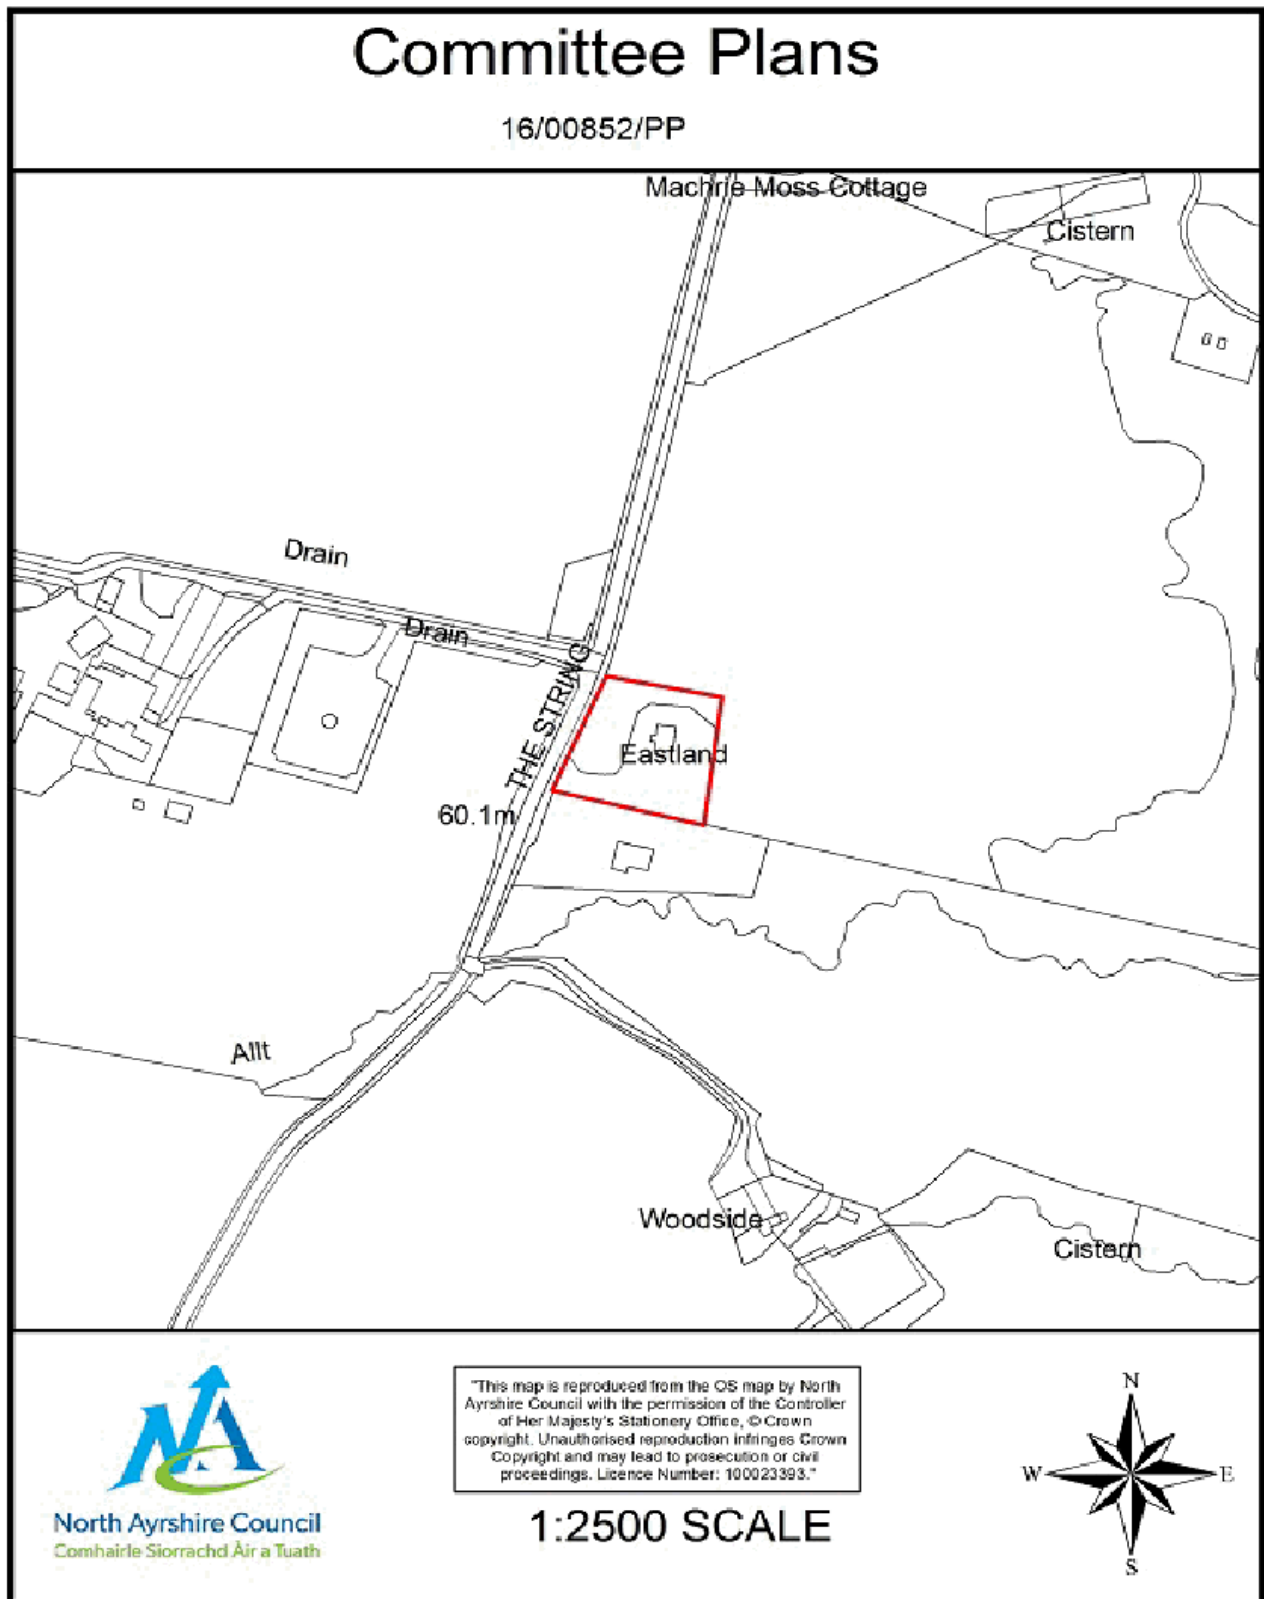 Committee Plans
16/00852/PP
Machrie Moss Cottage
Cistern
Drain
Drain
THE STRING
Eastland
60.1m
Allt
Woodside
Cistern
North Ayrshire Council
Comhairle Siorrachd Àir a Tuath
"This map is reproduced from the OS map by North
Ayrshire Council with the permission of the Controller
of Her Majesty's Stationery Office, © Crown
copyright. Unauthorised reproduction infringes Crown
Copyright and may lead to prosecution or civil
proceedings. Licence Number: 100023393."
1:2500 SCALE
N
W E
S